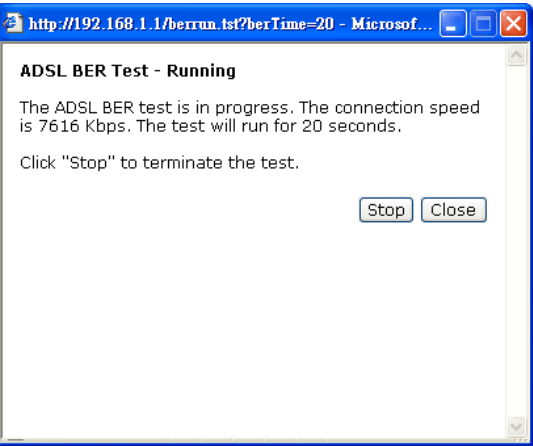 http://192.168.1.1/berrun.tst?berTime=20 - Microsof...
ADSL BER Test - Running
The ADSL BER test is in progress. The connection speed
is 7616 Kbps. The test will run for 20 seconds.
Click "Stop" to terminate the test.
Stop Close